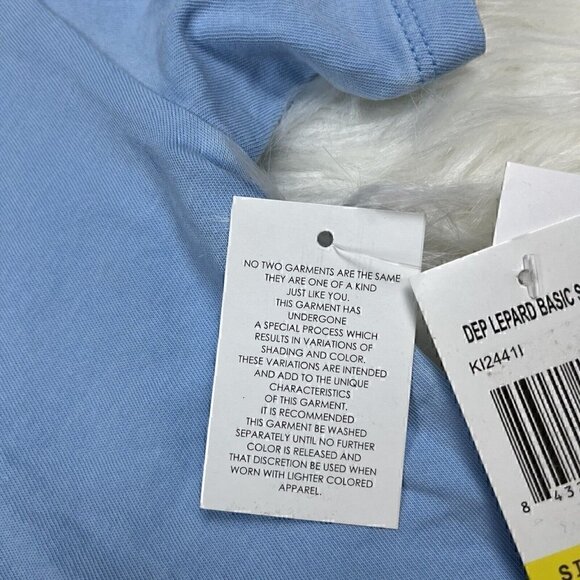 NO TWO GARMENTS ARE THE SAME
THEY ARE ONE OF A KIND
JUST LIKE YOU.
THIS GARMENT HAS
UNDERGONE
A SPECIAL PROCESS WHICH
RESULTS IN VARIATIONS OF
SHADING AND COLOR.
THESE VARIATIONS ARE INTENDED
AND ADD TO THE UNIQUE
CHARACTERISTICS
OF THIS GARMENT.
IT IS RECOMMENDED
THIS GARMENT BE WASHED
SEPARATELY UNTIL NO FURTHER
COLOR IS RELEASED AND
THAT DISCRETION BE USED WHEN
WORN WITH LIGHTER COLORED
APPAREL.
DEP LEPARD BASIC S
KI2441I
8 43